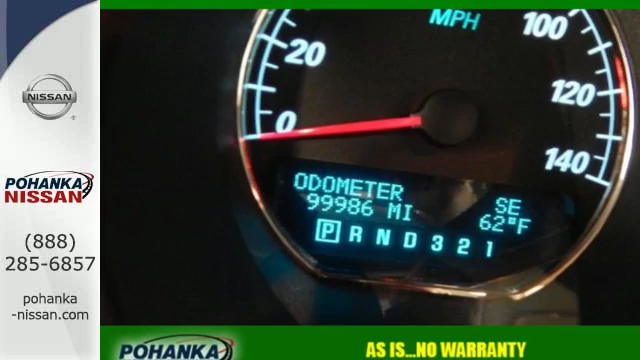 NISSAN
POHANKA
NISSAN
(888)
285-6857
pohanka
-nissan.com
MPH
0
20
100
120
140
ODOMETER
99986 MI
SE
62°F
P R N D 3 2 1
POHANKA
AS IS...NO WARRANTY